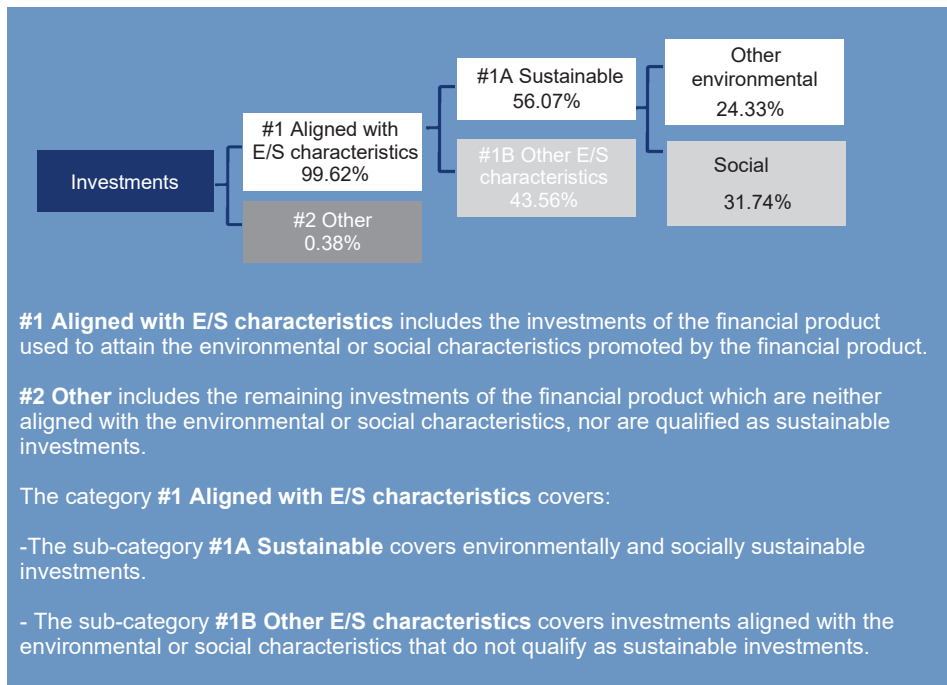 Investments
#1 Aligned with
E/S characteristics
99.62%
#2 Other
0.38%
#1A Sustainable
56.07%
#1B Other E/S
characteristics
43.56%
Other
environmental
24.33%
Social
31.74%
#1 Aligned with E/S characteristics includes the investments of the financial product
used to attain the environmental or social characteristics promoted by the financial product.
#2 Other includes the remaining investments of the financial product which are neither
aligned with the environmental or social characteristics, nor are qualified as sustainable
investments.
The category #1 Aligned with E/S characteristics covers:
-The sub-category #1A Sustainable covers environmentally and socially sustainable
investments.
- The sub-category #1B Other E/S characteristics covers investments aligned with the
environmental or social characteristics that do not qualify as sustainable investments.